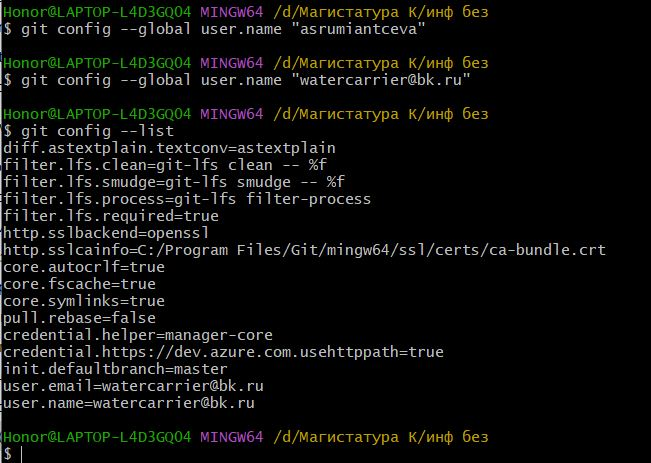 Honor@LAPTOP-L4D3GQO4 MINGW64 /d/Магистатура К/инф без
$ git config --global user.name "asrumiantceva"
Honor@LAPTOP-L4D3GQO4 MINGW64 /d/Магистатура К/инф без
$ git config --global user.name "watercarrier@bk.ru"
Honor@LAPTOP-L4D3GQO4 MINGW64 /d/Магистатура К/инф без
$ git config --list
diff.astextplain.textconv=astextplain
filter.lfs.clean=git-lfs clean -- %f
filter.lfs.smudge=git-lfs smudge -- %f
filter.lfs.process=git-lfs filter-process
filter.lfs.required=true
http.sslbackend=openssl
http.sslcainfo=C:/Program Files/Git/mingw64/ssl/certs/ca-bundle.crt
core.autocrlf=true
core.fscache=true
core.symlinks=true
pull.rebase=false
credential.helper=manager-core
credential.https://dev.azure.com.usehttppath=true
init.defaultbranch=master
user.email=watercarrier@bk.ru
user.name=watercarrier@bk.ru
Honor@LAPTOP-L4D3GQO4 MINGW64 /d/Магистатура К/инф без
$